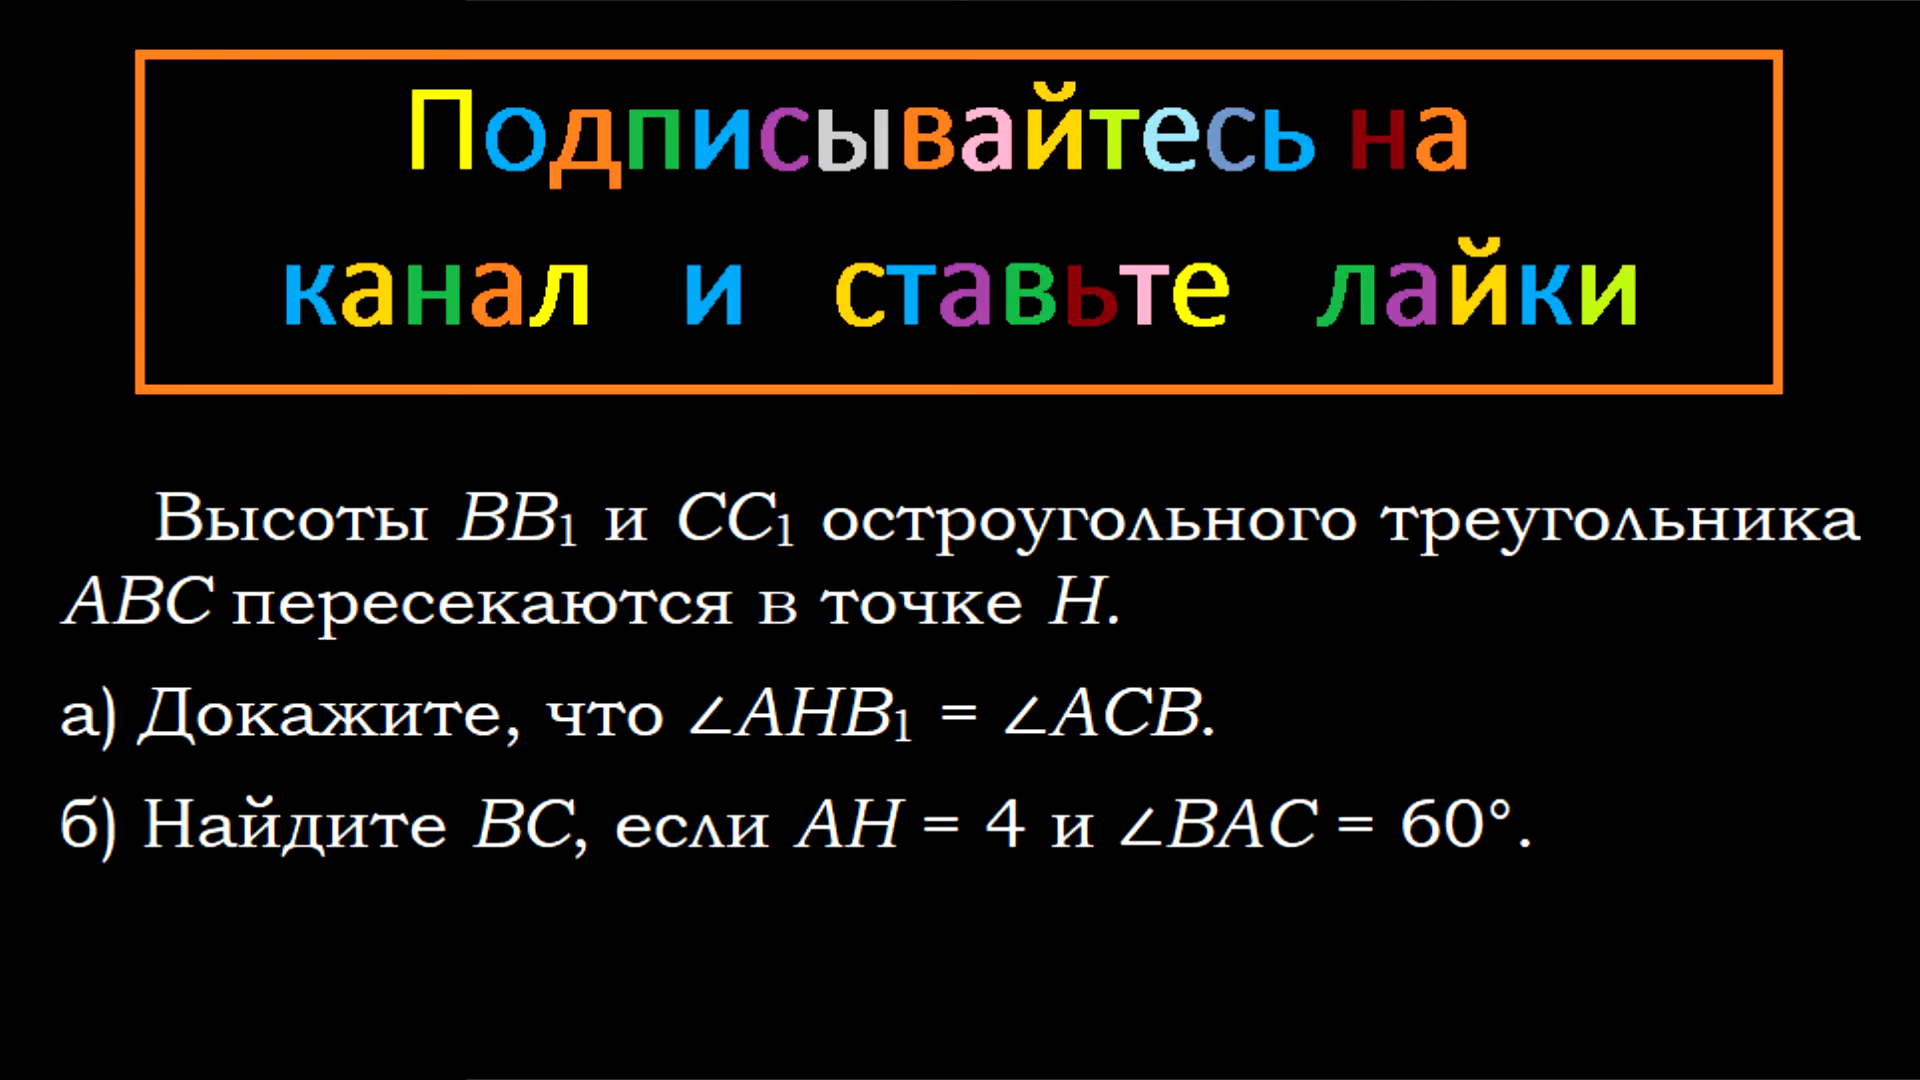 Подписывайтесь на
канал и ставьте лайки
Высоты BB₁ и CC₁ остроугольного треугольника
ABC пересекаются в точке H.
а) Докажите, что ∠AHB₁ = ∠ACB.
б) Найдите BC, если AH = 4 и ∠BAC = 60°.